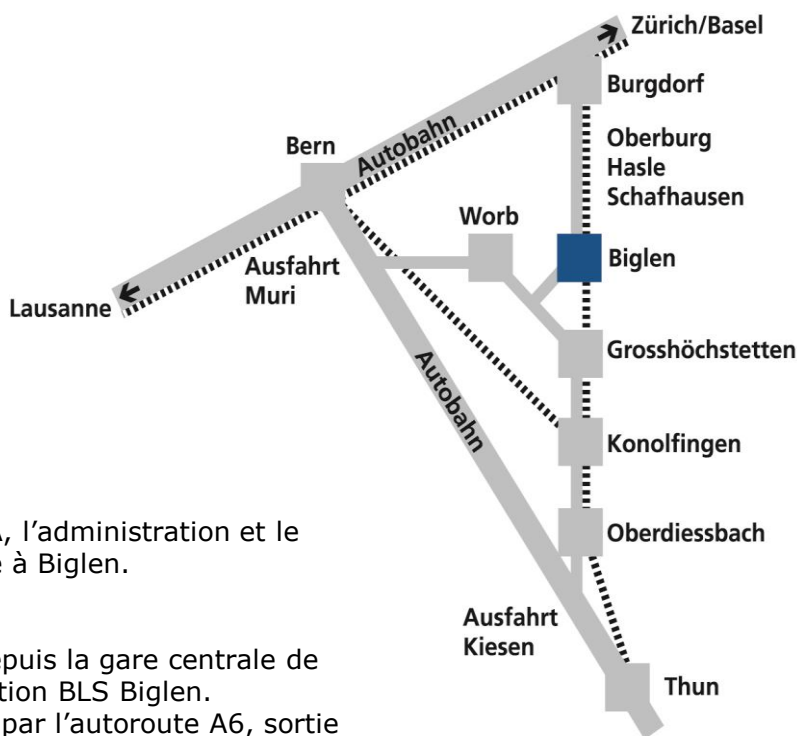 Zürich/Basel
Burgdorf
Bern
Autobahn
Oberburg
Hasle
Schafhausen
Worb
Ausfahrt
Muri
Biglen
Lausanne
Grosshöchstetten
Autobahn
Konolfingen
, l’administration et le
à Biglen.
Oberdiessbach
Ausfahrt
Kiesen
epuis la gare centrale de
tion BLS Biglen.
Thun
par l’autoroute A6, sortie